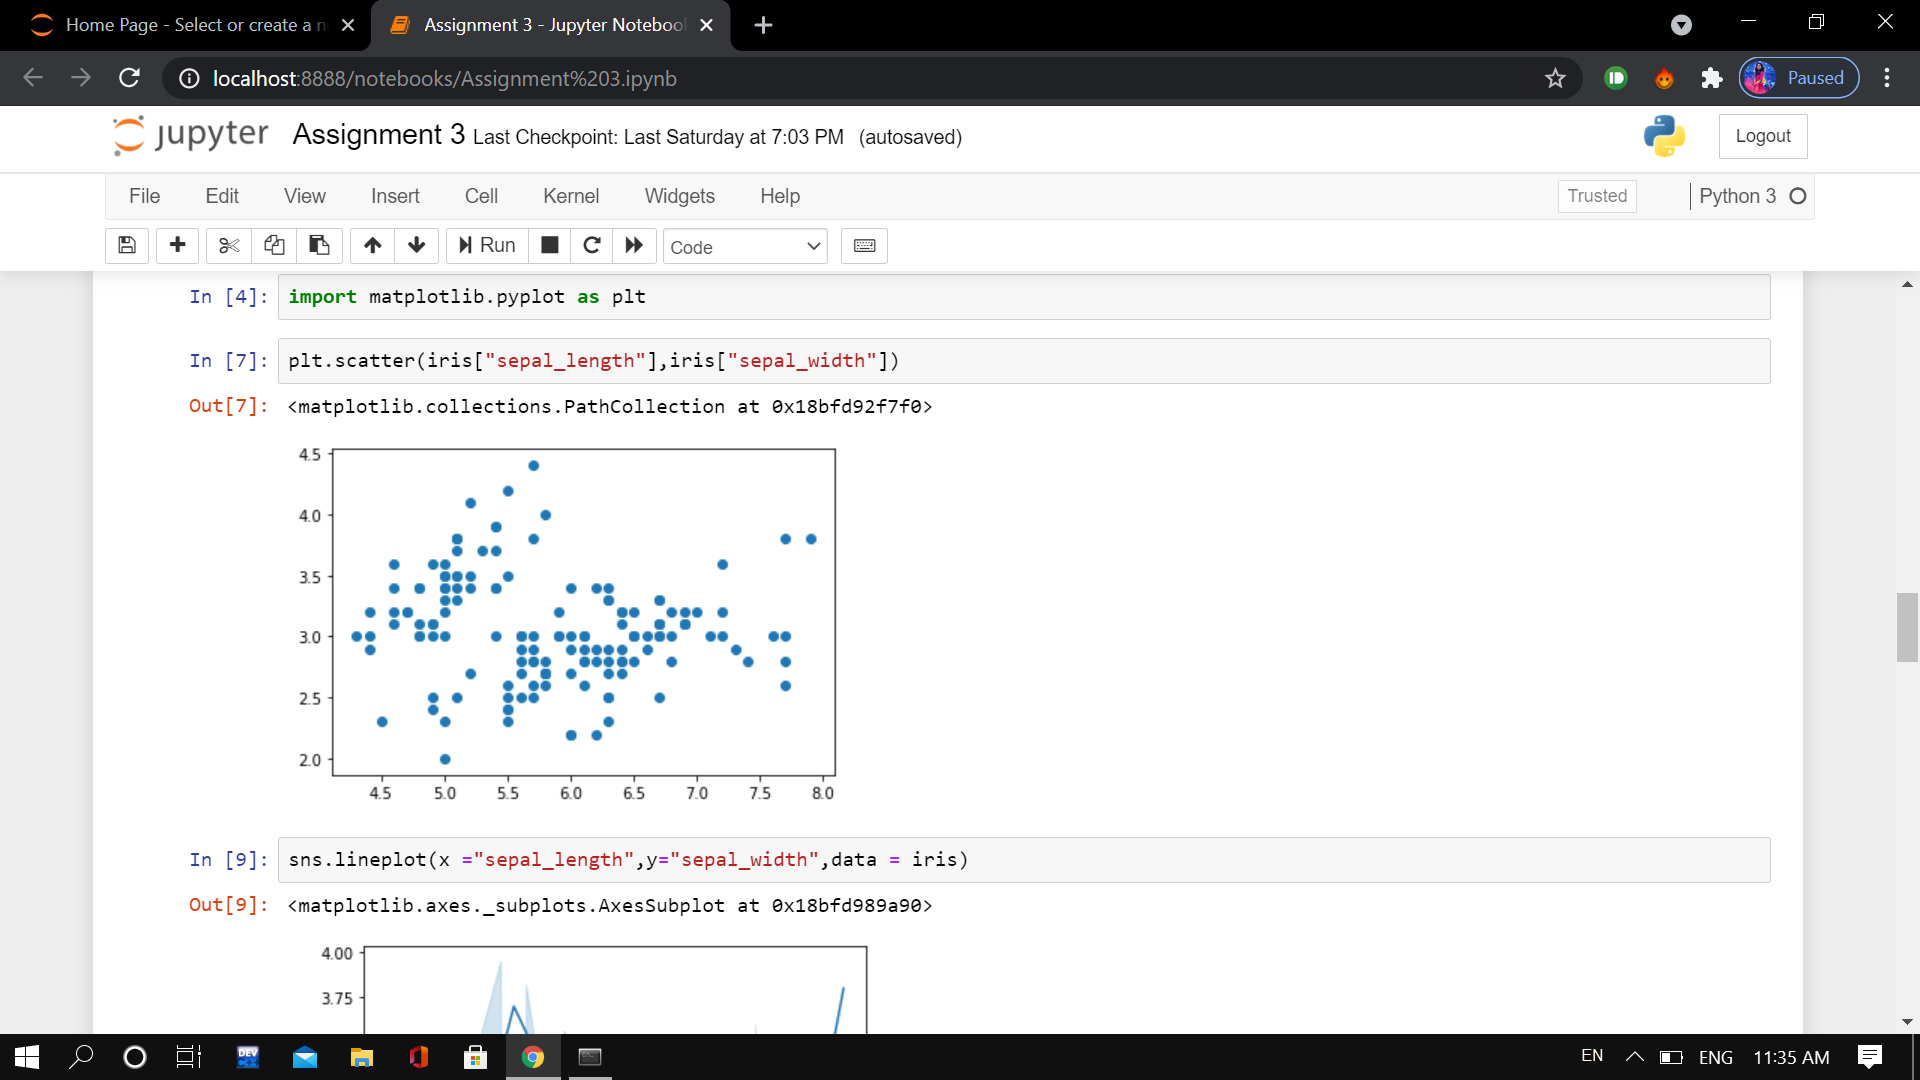 Home Page - Select or create a n
Assignment 3 - Jupyter Noteboo
localhost:8888/notebooks/Assignment%203.ipynb
Paused
jupyter Assignment 3 Last Checkpoint: Last Saturday at 7:03 PM (autosaved)
Logout
File Edit View Insert Cell Kernel Widgets Help
Trusted Python 3
Run Code
In [4]: import matplotlib.pyplot as plt
In [7]: plt.scatter(iris["sepal_length"],iris["sepal_width"])
Out[7]: <matplotlib.collections.PathCollection at 0x18bfd92f7f0>
4.5
4.0
3.5
3.0
2.5
2.0
4.5 5.0 5.5 6.0 6.5 7.0 7.5 8.0
In [9]: sns.lineplot(x ="sepal_length",y="sepal_width",data = iris)
Out[9]: <matplotlib.axes._subplots.AxesSubplot at 0x18bfd989a90>
4.00
3.75
DEV
EN ENG 11:35 AM